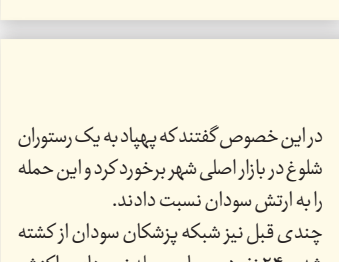 در این خصوص گفتند که پهپاد به یک رستوران
شلوغ در بازار اصلی شهر برخورد کرد و این حمله
را به ارتش سودان نسبت دادند.
چندی قبل نیز شبکه پزشکان سودان از کشته